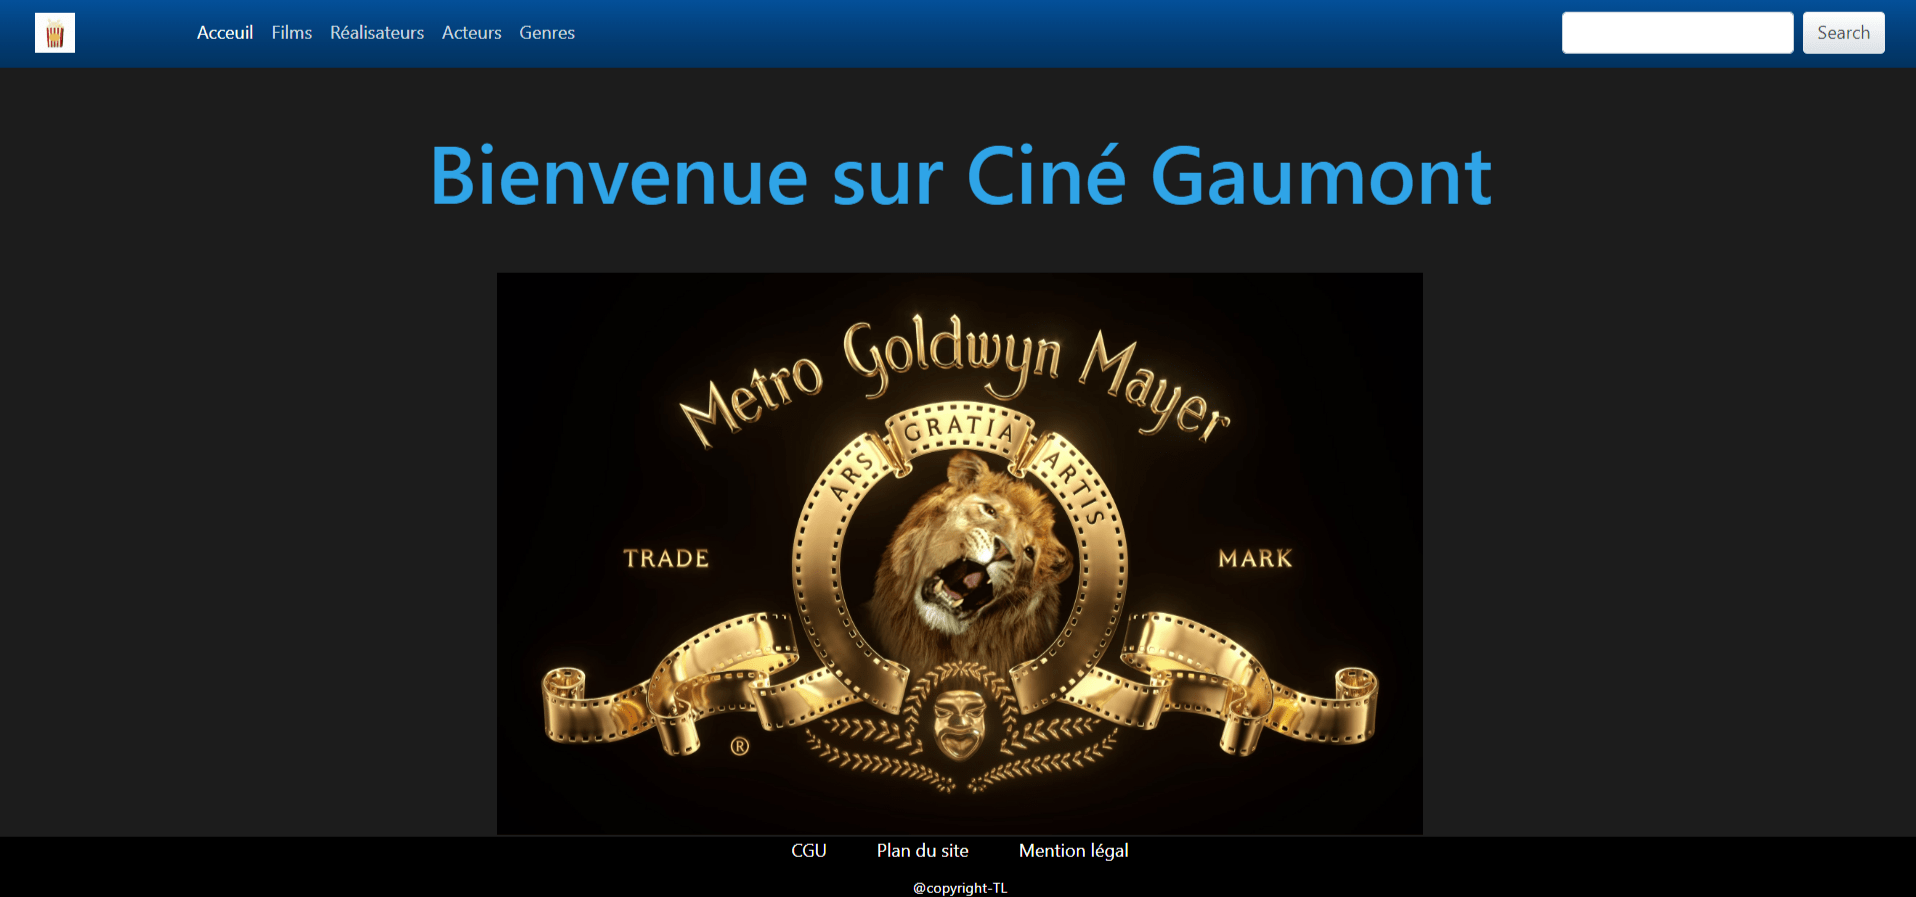 Acceuil Films Réalisateurs Acteurs Genres Search
Bienvenue sur Ciné Gaumont
Metro Goldwyn Mayer
ARS GRATIA ARTIS
TRADE MARK
®
CGU Plan du site Mention légal
@copyright-TL